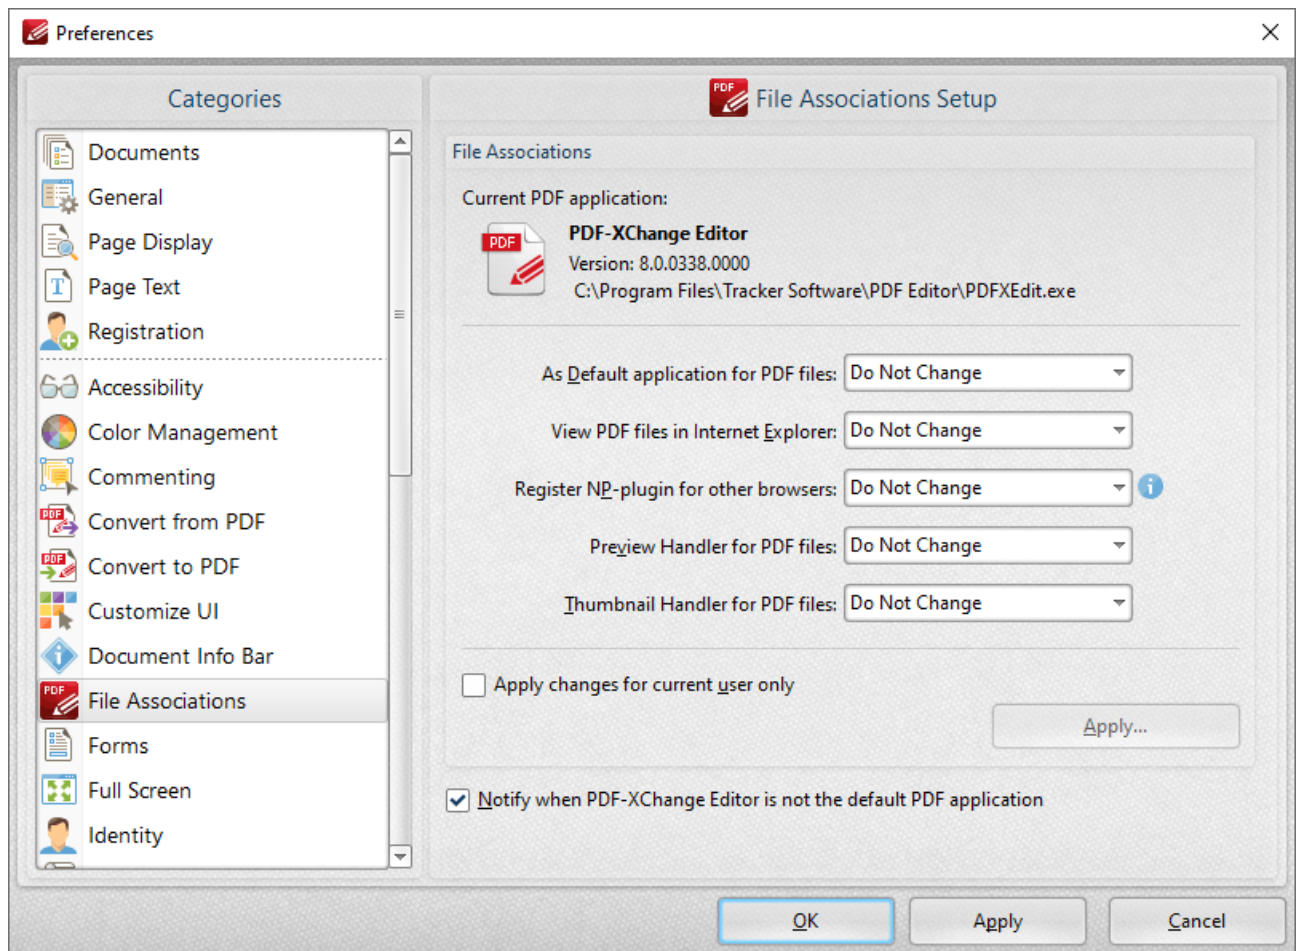 Preferences
Categories
Documents
General
Page Display
Page Text
Registration
Accessibility
Color Management
Commenting
Convert from PDF
Convert to PDF
Customize UI
Document Info Bar
File Associations
Forms
Full Screen
Identity
File Associations Setup
File Associations
Current PDF application:
PDF-XChange Editor
Version: 8.0.0338.0000
C:\Program Files\Tracker Software\PDF Editor\PDFXEdit.exe
As Default application for PDF files: Do Not Change
View PDF files in Internet Explorer: Do Not Change
Register NP-plugin for other browsers: Do Not Change
Preview Handler for PDF files: Do Not Change
Thumbnail Handler for PDF files: Do Not Change
Apply changes for current user only
Apply...
Notify when PDF-XChange Editor is not the default PDF application
OK Apply Cancel